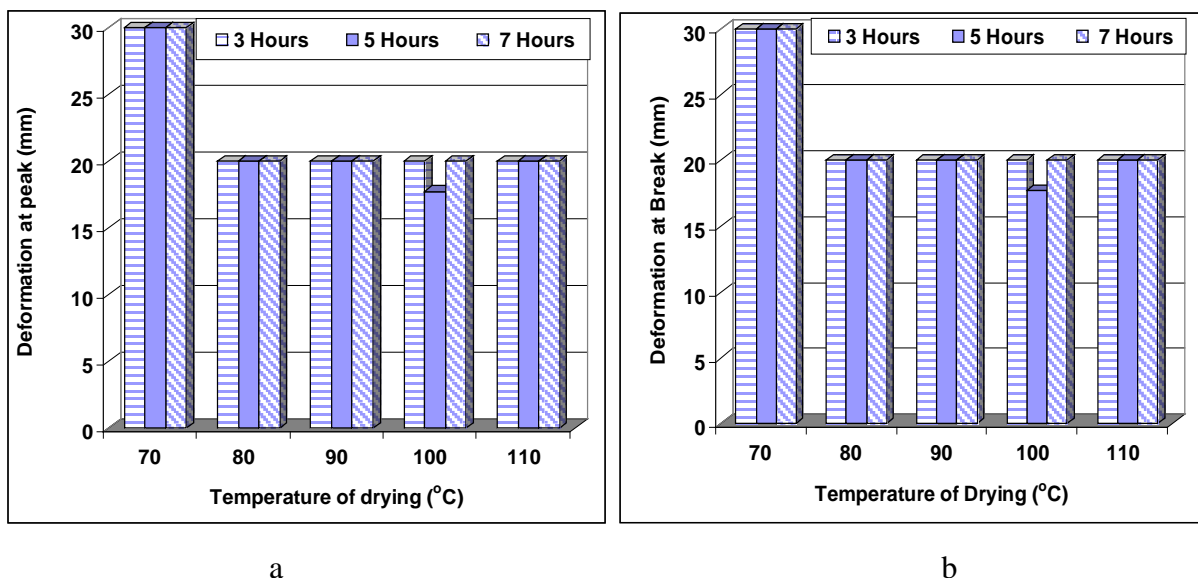 3 Hours 5 Hours 7 Hours
Deformation at peak (mm)
30
25
20
15
10
5
0
70 80 90 100 110
Temperature of drying (°C)
a
3 Hours 5 Hours 7 Hours
Deformation at Break (mm)
30
25
20
15
10
5
0
70 80 90 100 110
Temperature of Drying (°C)
b